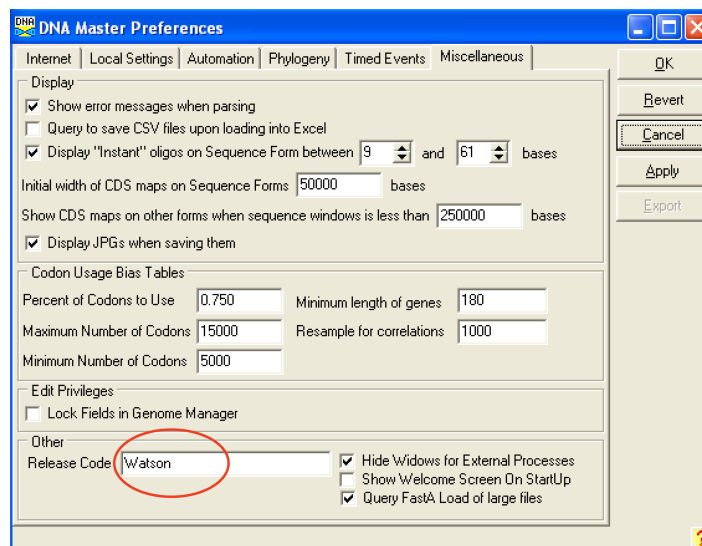 DNA Master Preferences
Internet Local Settings Automation Phylogeny Timed Events Miscellaneous
Display
Show error messages when parsing
Query to save CSV files upon loading into Excel
Display "Instant" oligos on Sequence Form between 9 and 61 bases
Initial width of CDS maps on Sequence Forms 50000 bases
Show CDS maps on other forms when sequence windows is less than 250000 bases
Display JPGs when saving them
Codon Usage Bias Tables
Percent of Codons to Use 0.750 Minimum length of genes 180
Maximum Number of Codons 15000 Resample for correlations 1000
Minimum Number of Codons 5000
Edit Privileges
Lock Fields in Genome Manager
Other
Release Code Watson
Hide Widows for External Processes
Show Welcome Screen On StartUp
Query FastA Load of large files
OK
Revert
Cancel
Apply
Export
?